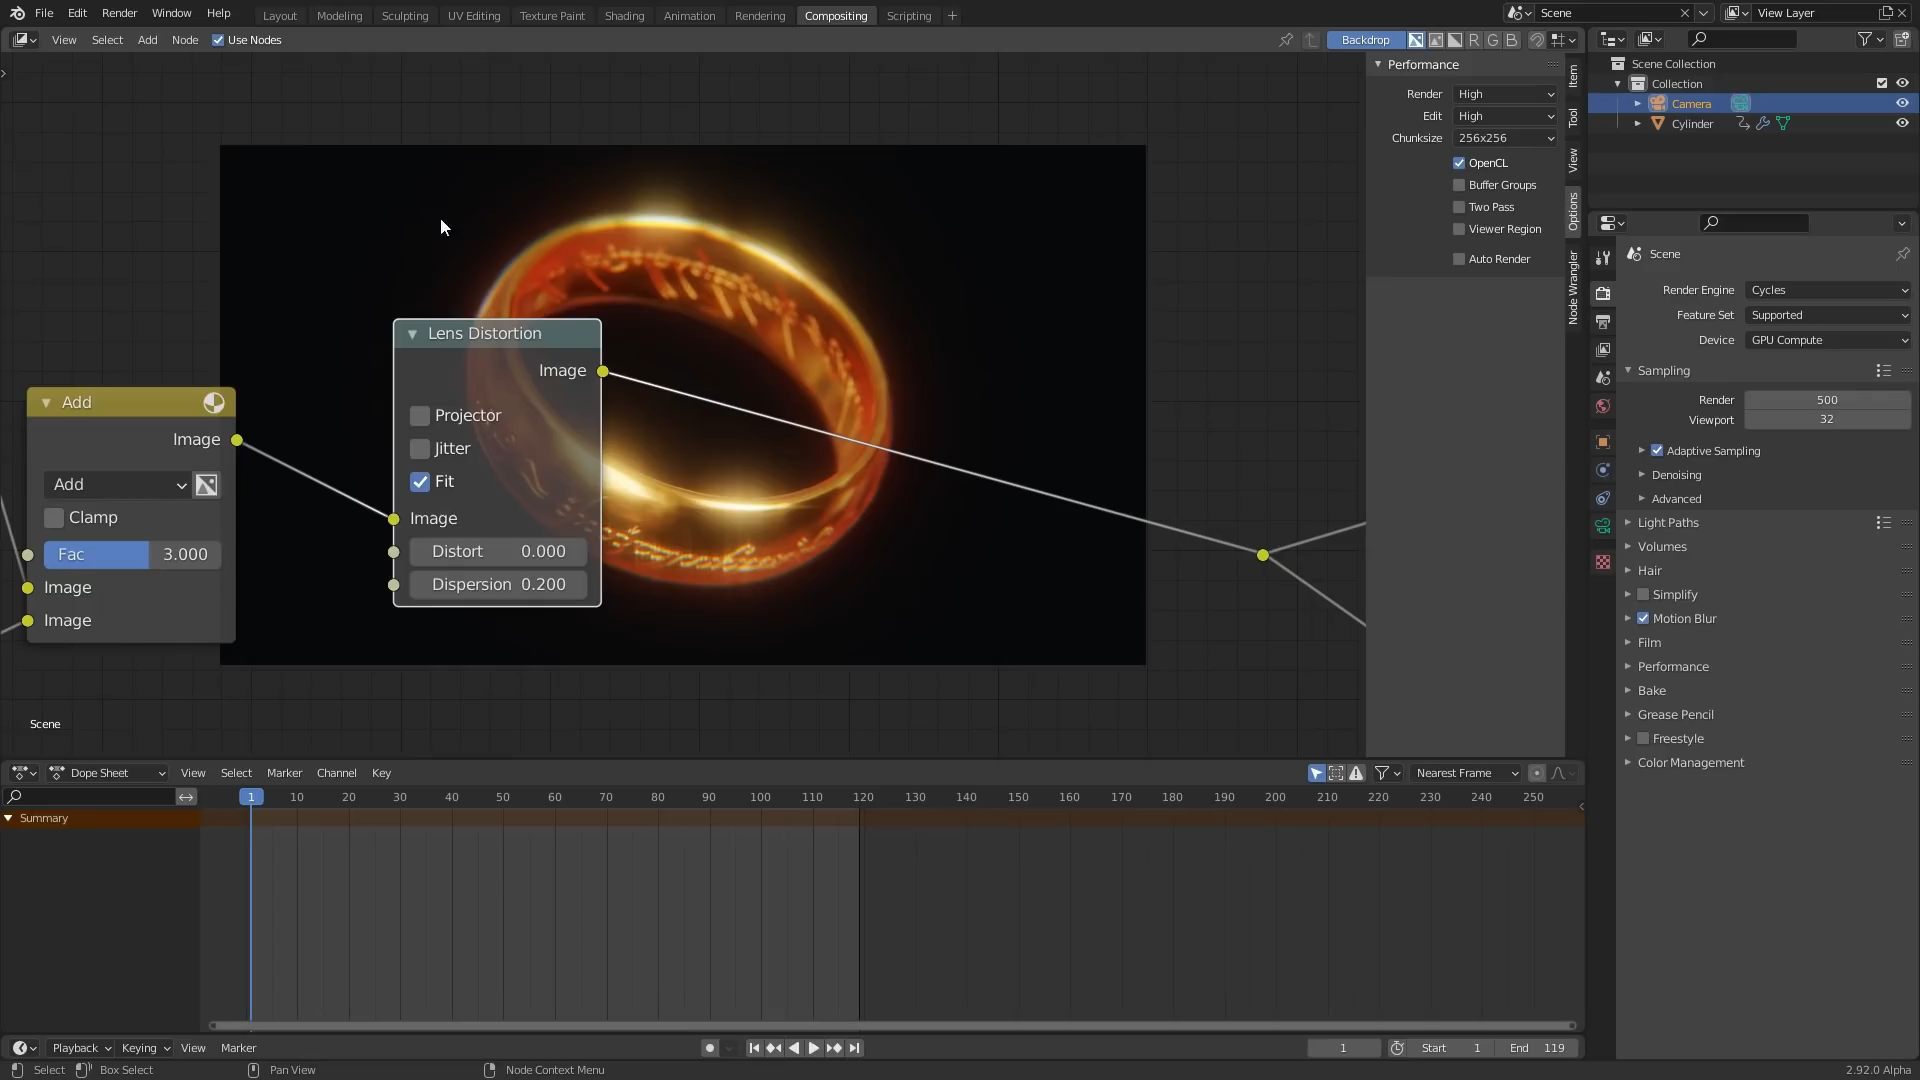 File Edit Render Window Help Layout Modeling Sculpting UV Editing Texture Paint Shading Animation Rendering Compositing Scripting + Scene View Layer
View Select Add Node Use Nodes Backdrop R G B
Performance
Render High
Edit High
Chunksize 256x256
OpenCL
Buffer Groups
Two Pass
Viewer Region
Auto Render
Item
Tool
View
Options
Node Wrangler
Scene Collection
Collection
Camera
Cylinder
Scene
Render Engine Cycles
Feature Set Supported
Device GPU Compute
Sampling
Render 500
Viewport 32
Adaptive Sampling
Denoising
Advanced
Light Paths
Volumes
Hair
Simplify
Motion Blur
Film
Performance
Bake
Grease Pencil
Freestyle
Color Management
Add
Image
Add
Clamp
Fac 3.000
Image
Image
Lens Distortion
Image
Projector
Jitter
Fit
Image
Distort 0.000
Dispersion 0.200
Scene
Dope Sheet View Select Marker Channel Key Nearest Frame
1 10 20 30 40 50 60 70 80 90 100 110 120 130 140 150 160 170 180 190 200 210 220 230 240 250
Summary
Playback Keying View Marker 1 Start 1 End 119
Select Box Select Pan View Node Context Menu 2.92.0 Alpha